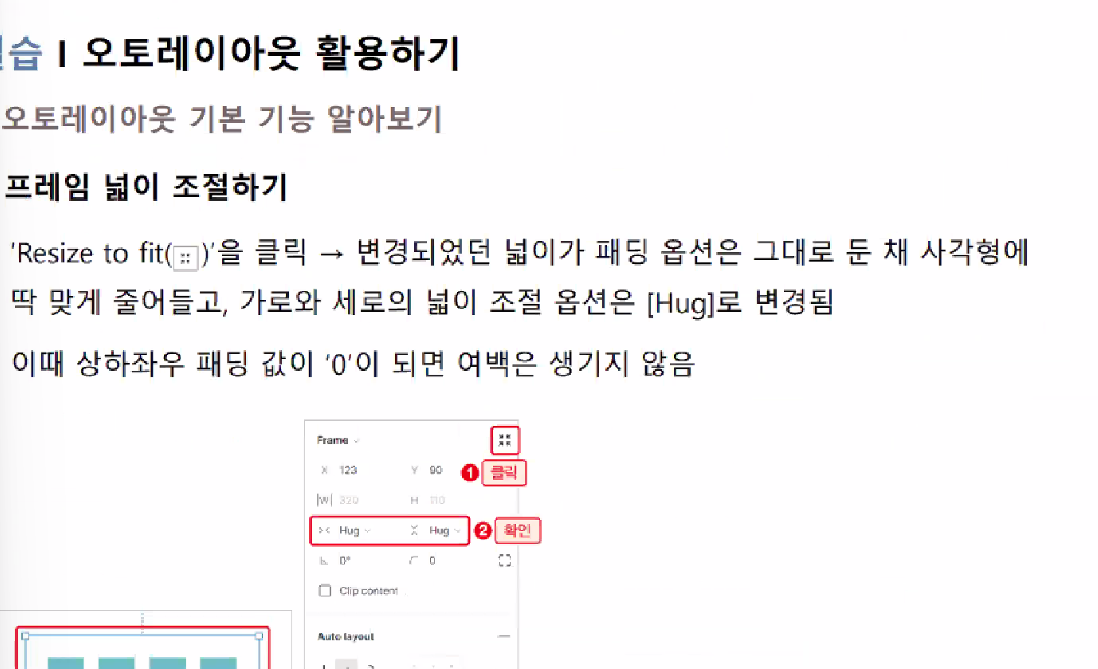 습 I 오토레이아웃 활용하기
오토레이아웃 기본 기능 알아보기
프레임 넓이 조절하기
'Resize to fit( )'을 클릭 → 변경되었던 넓이가 패딩 옵션은 그대로 둔 채 사각형에
딱 맞게 줄어들고, 가로와 세로의 넓이 조절 옵션은 [Hug]로 변경됨
이때 상하좌우 패딩 값이 '0'이 되면 여백은 생기지 않음
Frame
X 123 Y 90 1 클릭
|W| 320 H 110
Hug Hug 2 확인
0° 0
Clip content
Auto layout